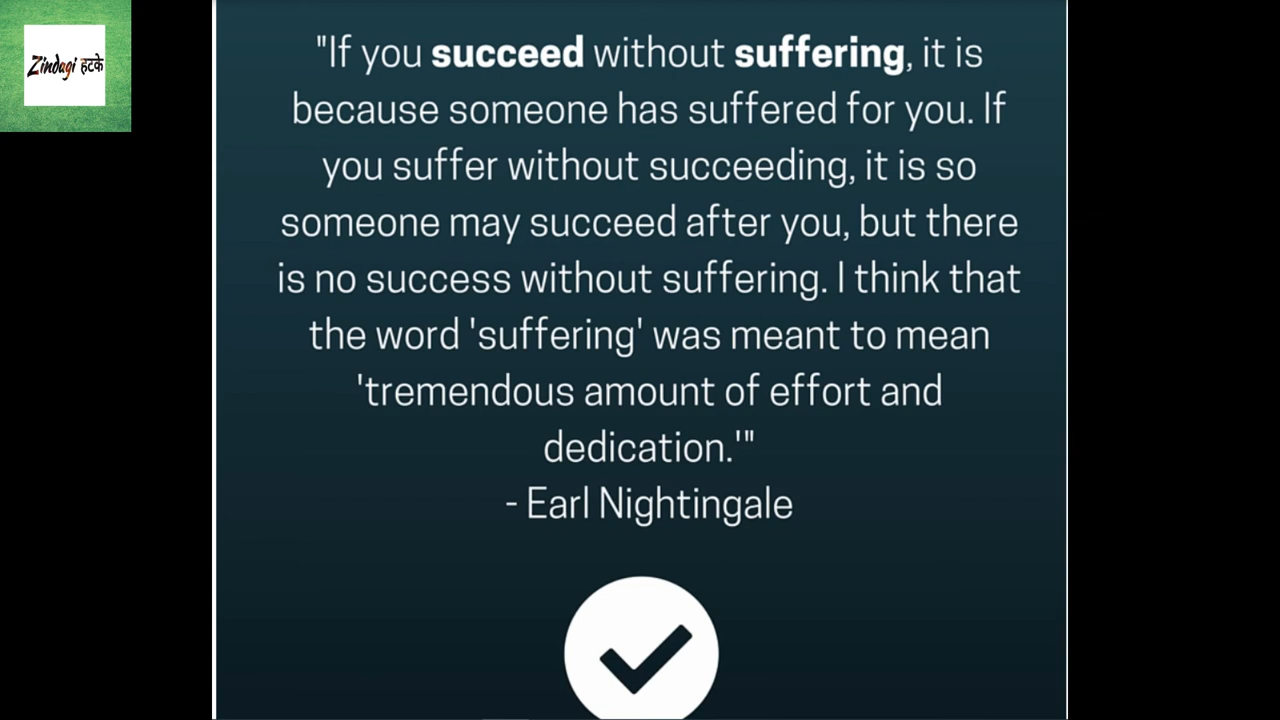 Zindagi हटके
"If you succeed without suffering, it is
because someone has suffered for you. If
you suffer without succeeding, it is so
someone may succeed after you, but there
is no success without suffering. I think that
the word 'suffering' was meant to mean
'tremendous amount of effort and
dedication.'"
- Earl Nightingale